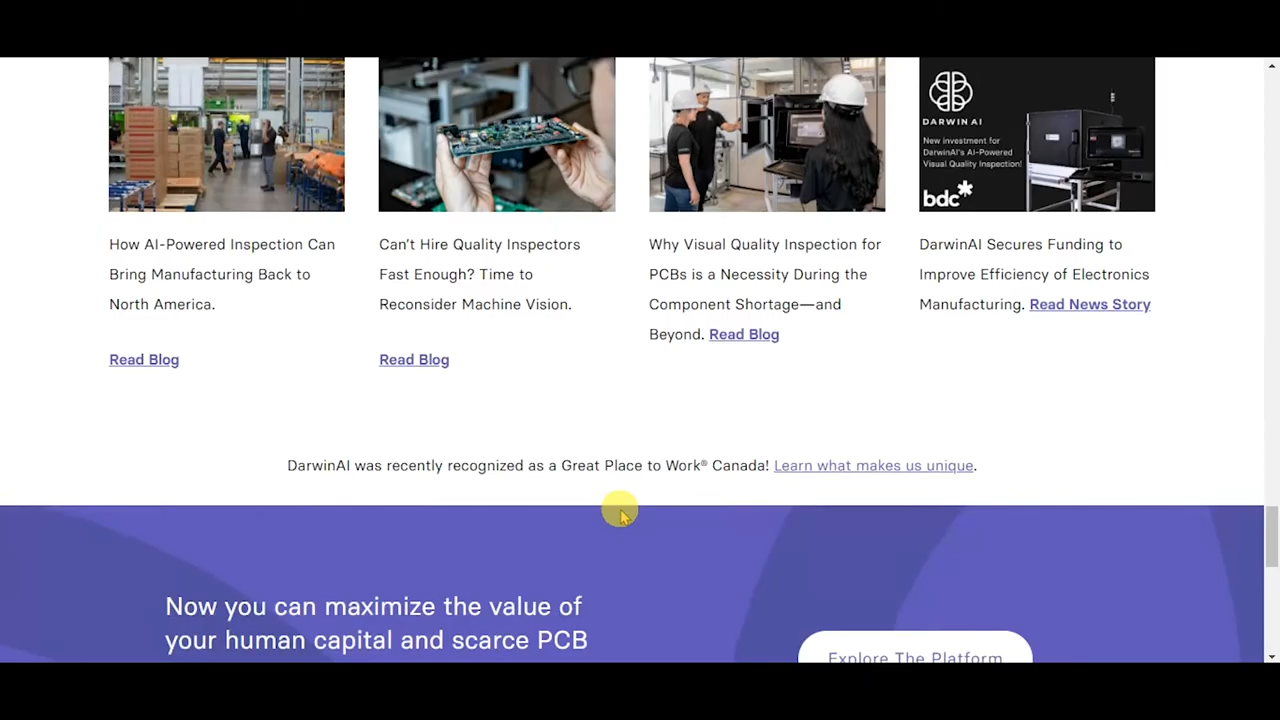 DARWIN AI
New investment for
DarwinAI's AI-Powered
Visual Quality Inspection!
bdc*
How AI-Powered Inspection Can
Bring Manufacturing Back to
North America.
Read Blog
Can't Hire Quality Inspectors
Fast Enough? Time to
Reconsider Machine Vision.
Read Blog
Why Visual Quality Inspection for
PCBs is a Necessity During the
Component Shortage—and
Beyond. Read Blog
DarwinAI Secures Funding to
Improve Efficiency of Electronics
Manufacturing. Read News Story
DarwinAI was recently recognized as a Great Place to Work® Canada! Learn what makes us unique.
Now you can maximize the value of
your human capital and scarce PCB
Explore The Platform